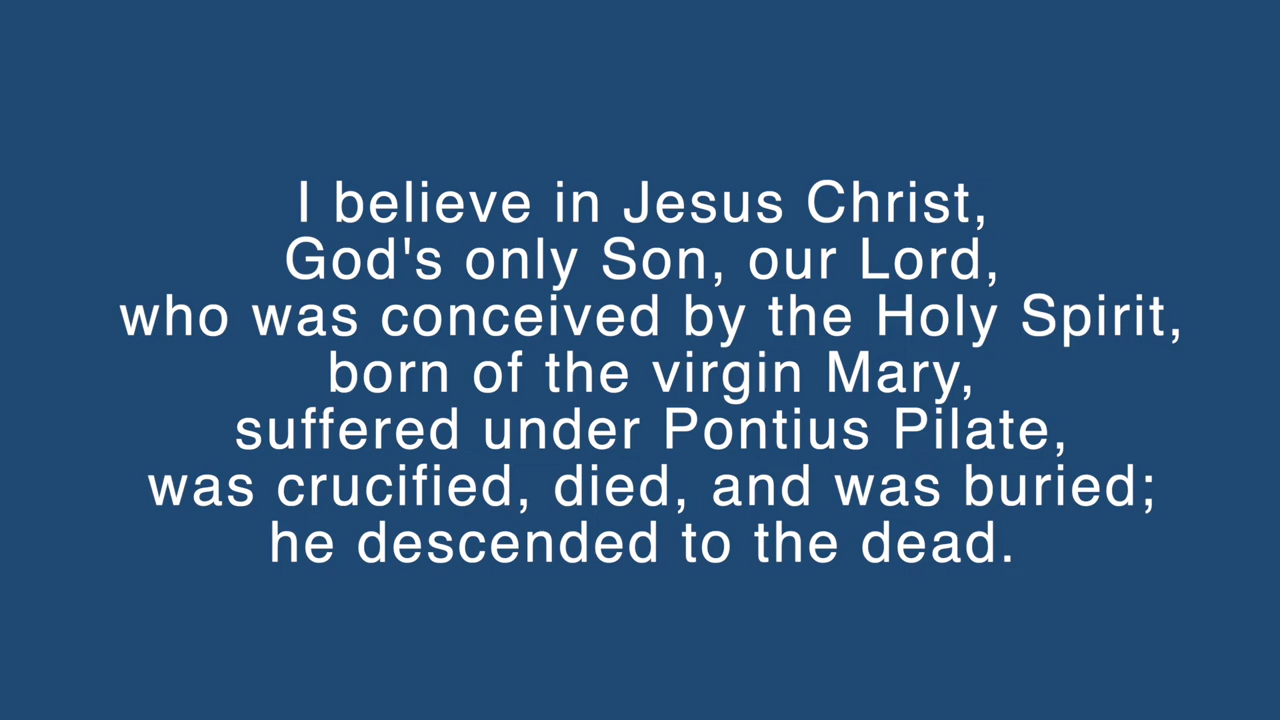 I believe in Jesus Christ,
God's only Son, our Lord,
who was conceived by the Holy Spirit,
born of the virgin Mary,
suffered under Pontius Pilate,
was crucified, died, and was buried;
he descended to the dead.